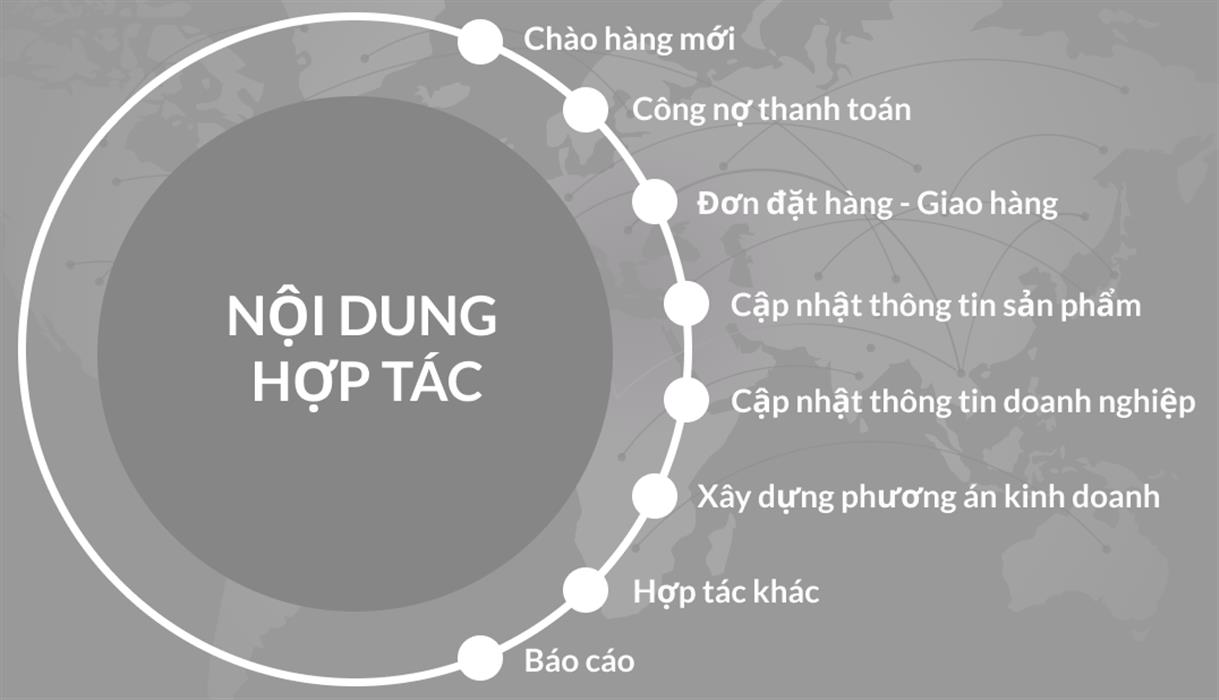 Chào hàng mới
Công nợ thanh toán
Đơn đặt hàng - Giao hàng
Cập nhật thông tin sản phẩm
NỘI DUNG
HỢP TÁC
Cập nhật thông tin doanh nghiệp
Xây dựng phương án kinh doanh
Hợp tác khác
Báo cáo